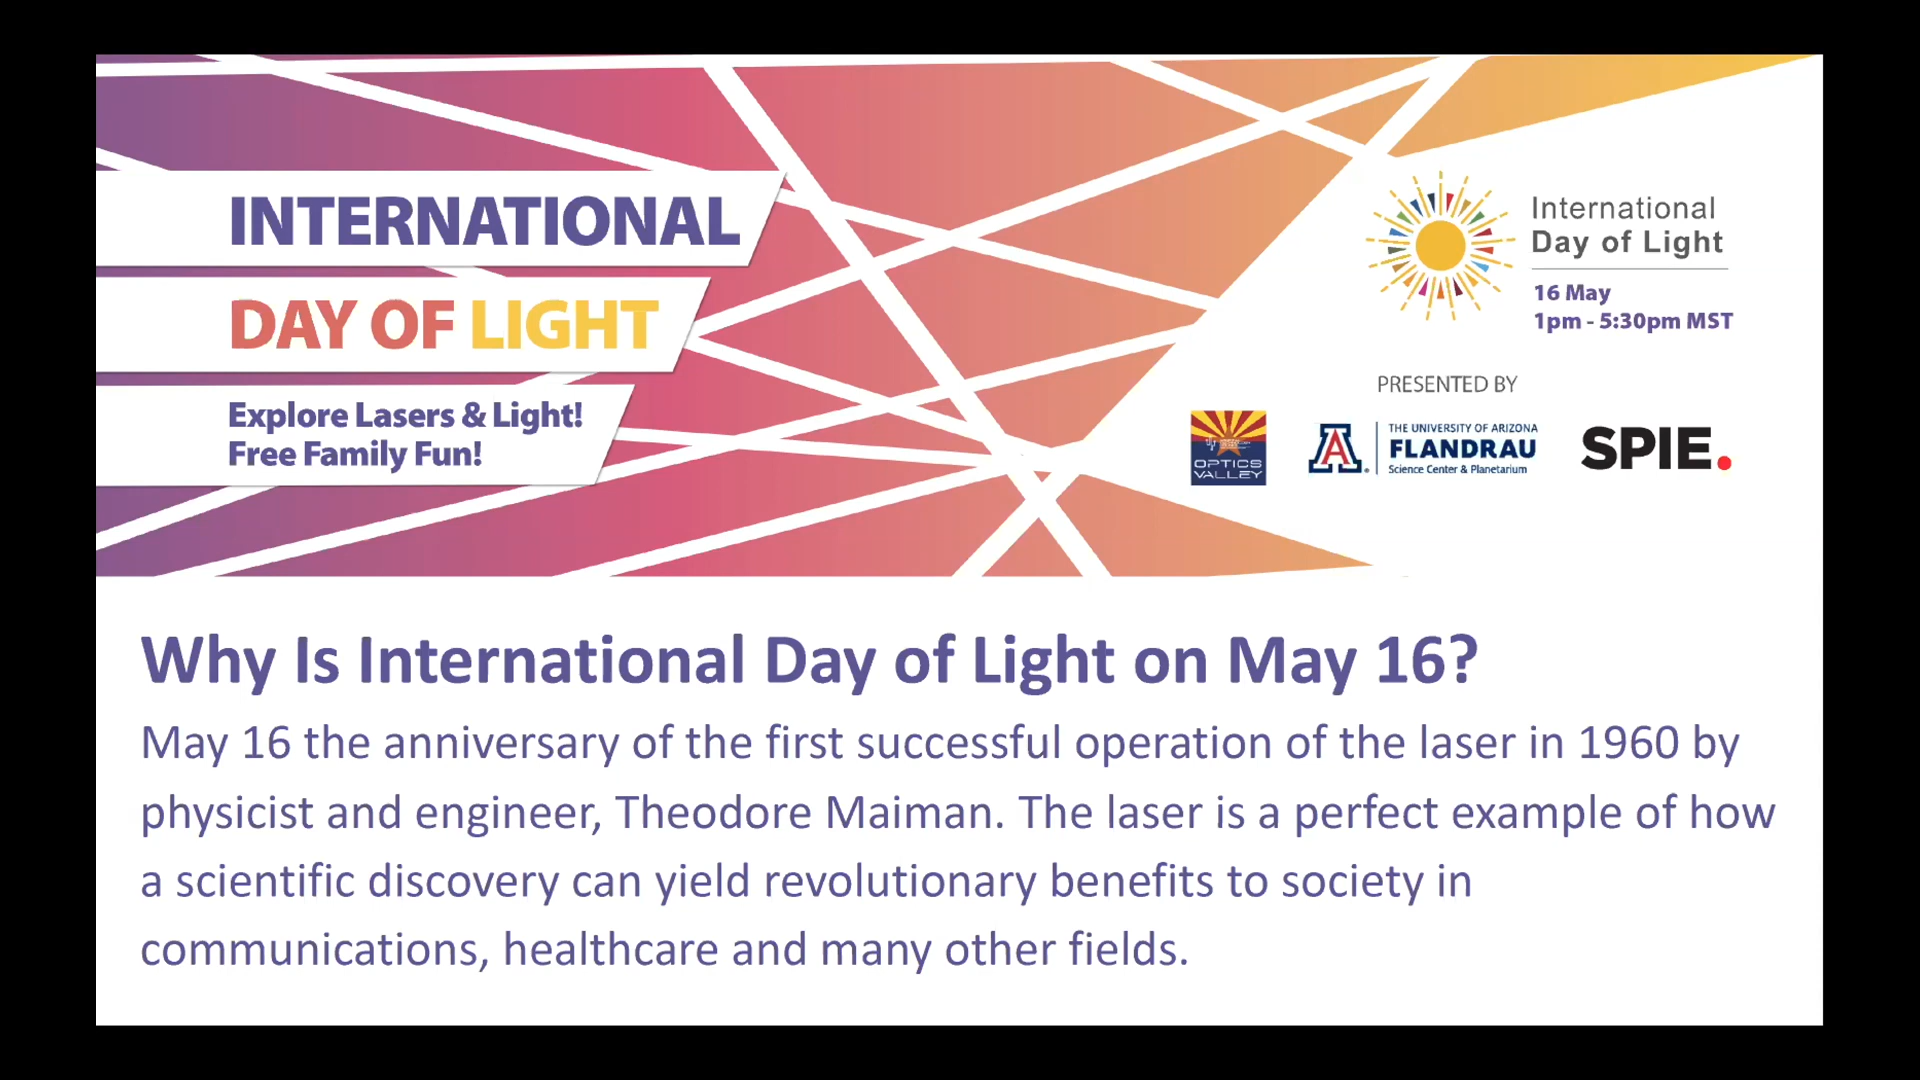 INTERNATIONAL
DAY OF LIGHT
Explore Lasers & Light!
Free Family Fun!
International
Day of Light
16 May
1pm - 5:30pm MST
PRESENTED BY
OPTICS
VALLEY
A
THE UNIVERSITY OF ARIZONA
FLANDRAU
Science Center & Planetarium
SPIE.
Why Is International Day of Light on May 16?
May 16 the anniversary of the first successful operation of the laser in 1960 by
physicist and engineer, Theodore Maiman. The laser is a perfect example of how
a scientific discovery can yield revolutionary benefits to society in
communications, healthcare and many other fields.